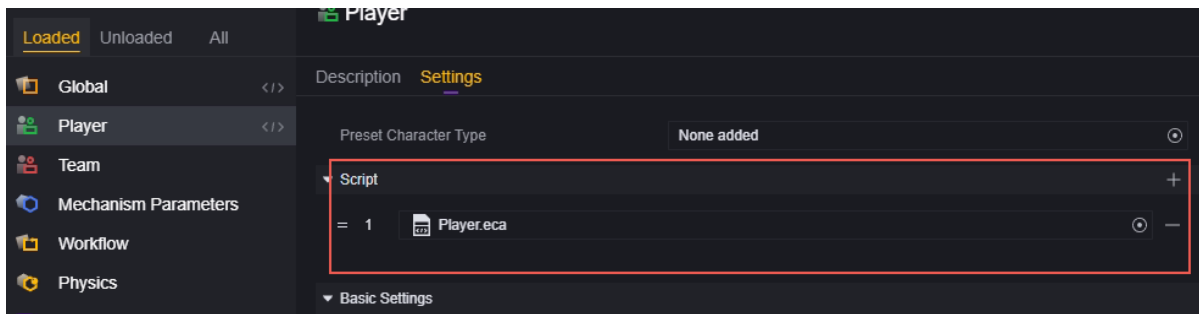 Player
Loaded Unloaded All
Description Settings
Global </>
Player </>
Preset Character Type None added
Team
Script
Mechanism Parameters
= 1 Player.eca
Workflow
Physics
Basic Settings